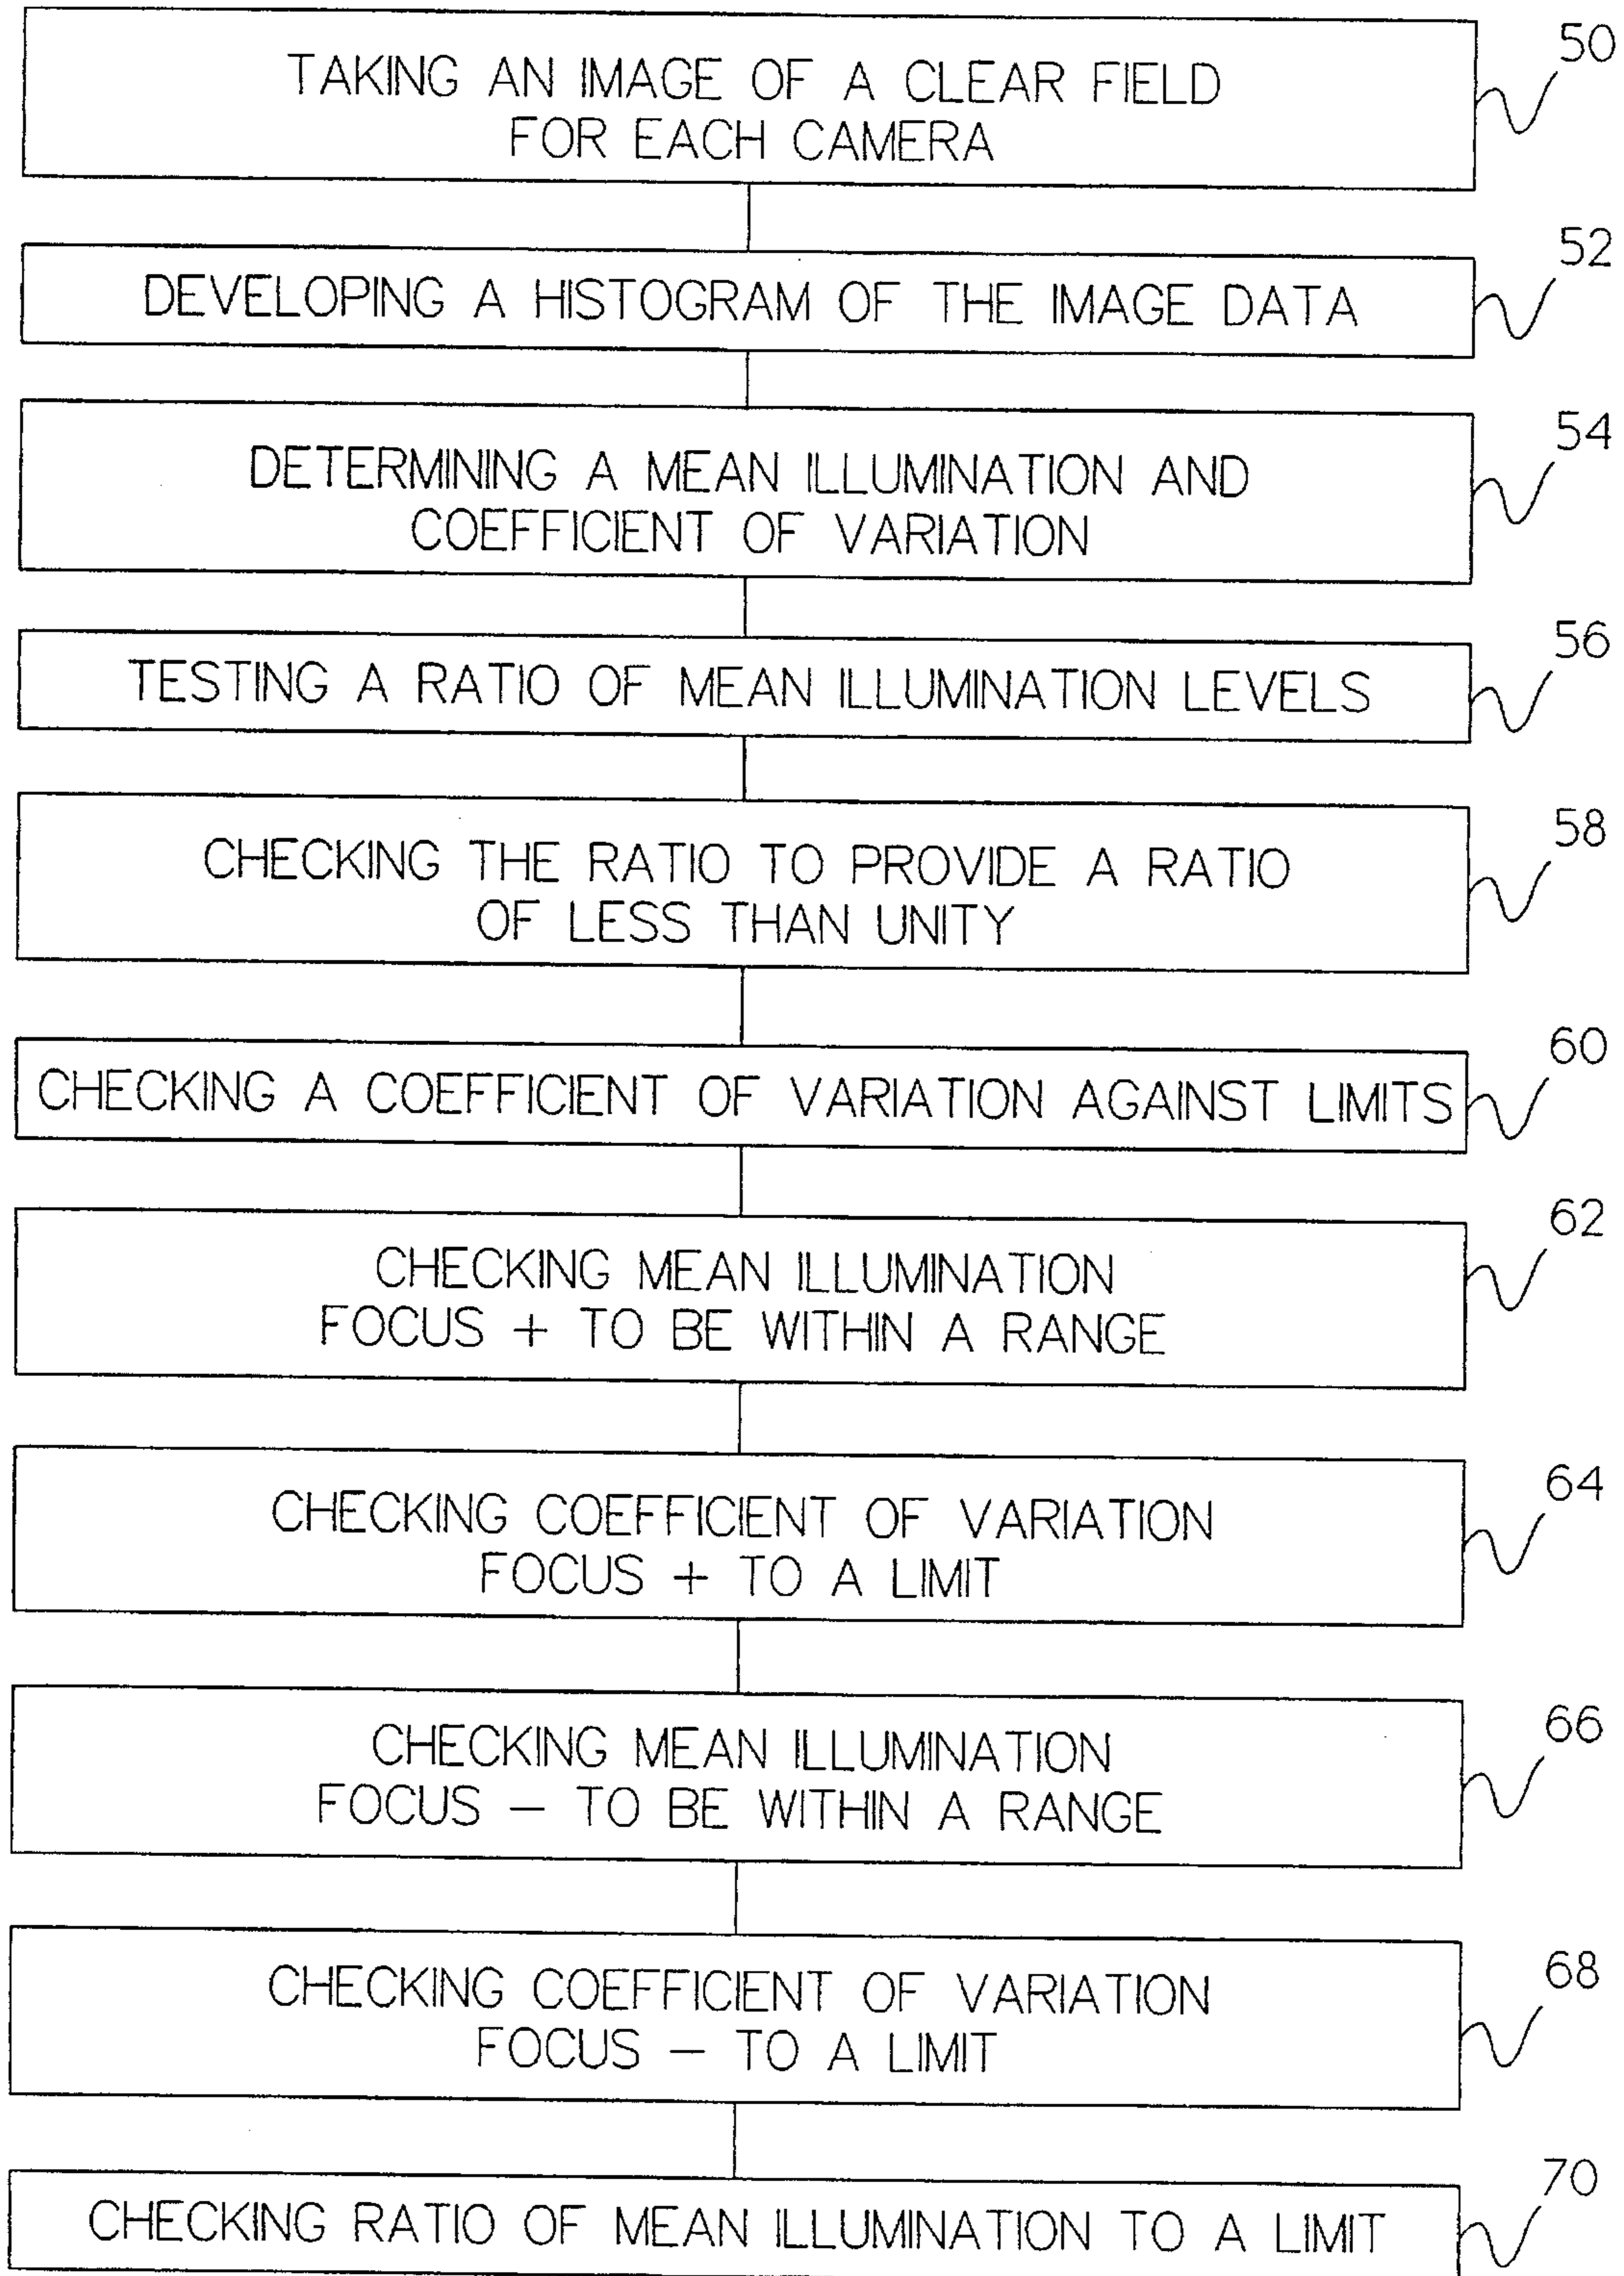 50
TAKING AN IMAGE OF A CLEAR FIELD
FOR EACH CAMERA
52
DEVELOPING A HISTOGRAM OF THE IMAGE DATA
54
DETERMINING A MEAN ILLUMINATION AND
COEFFICIENT OF VARIATION
56
TESTING A RATIO OF MEAN ILLUMINATION LEVELS
58
CHECKING THE RATIO TO PROVIDE A RATIO
OF LESS THAN UNITY
60
CHECKING A COEFFICIENT OF VARIATION AGAINST LIMITS
62
CHECKING MEAN ILLUMINATION
FOCUS + TO BE WITHIN A RANGE
64
CHECKING COEFFICIENT OF VARIATION
FOCUS + TO A LIMIT
66
CHECKING MEAN ILLUMINATION
FOCUS – TO BE WITHIN A RANGE
68
CHECKING COEFFICIENT OF VARIATION
FOCUS – TO A LIMIT
70
CHECKING RATIO OF MEAN ILLUMINATION TO A LIMIT